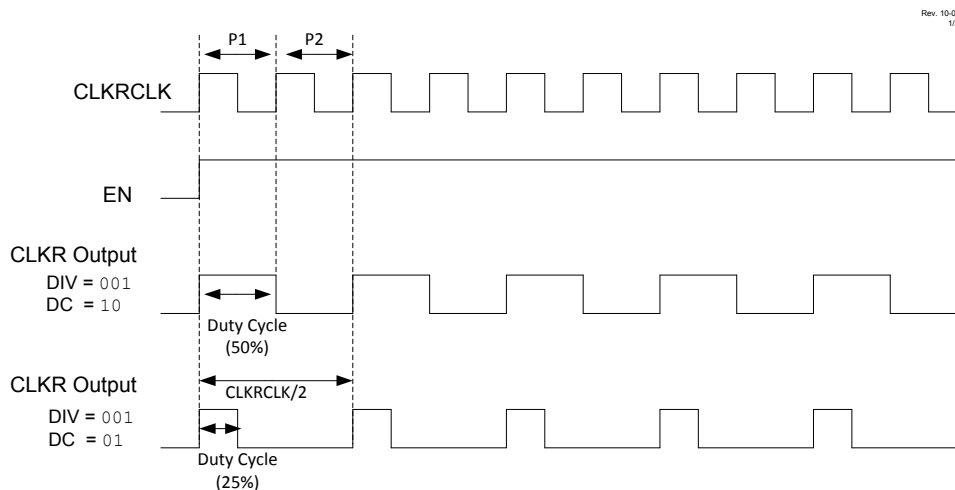 Rev. 10-0
1/
P1
P2
CLKRCLK
EN
CLKR Output
DIV = 001
DC = 10
Duty Cycle
(50%)
CLKR Output
CLKRCLK/2
DIV = 001
DC = 01
Duty Cycle
(25%)